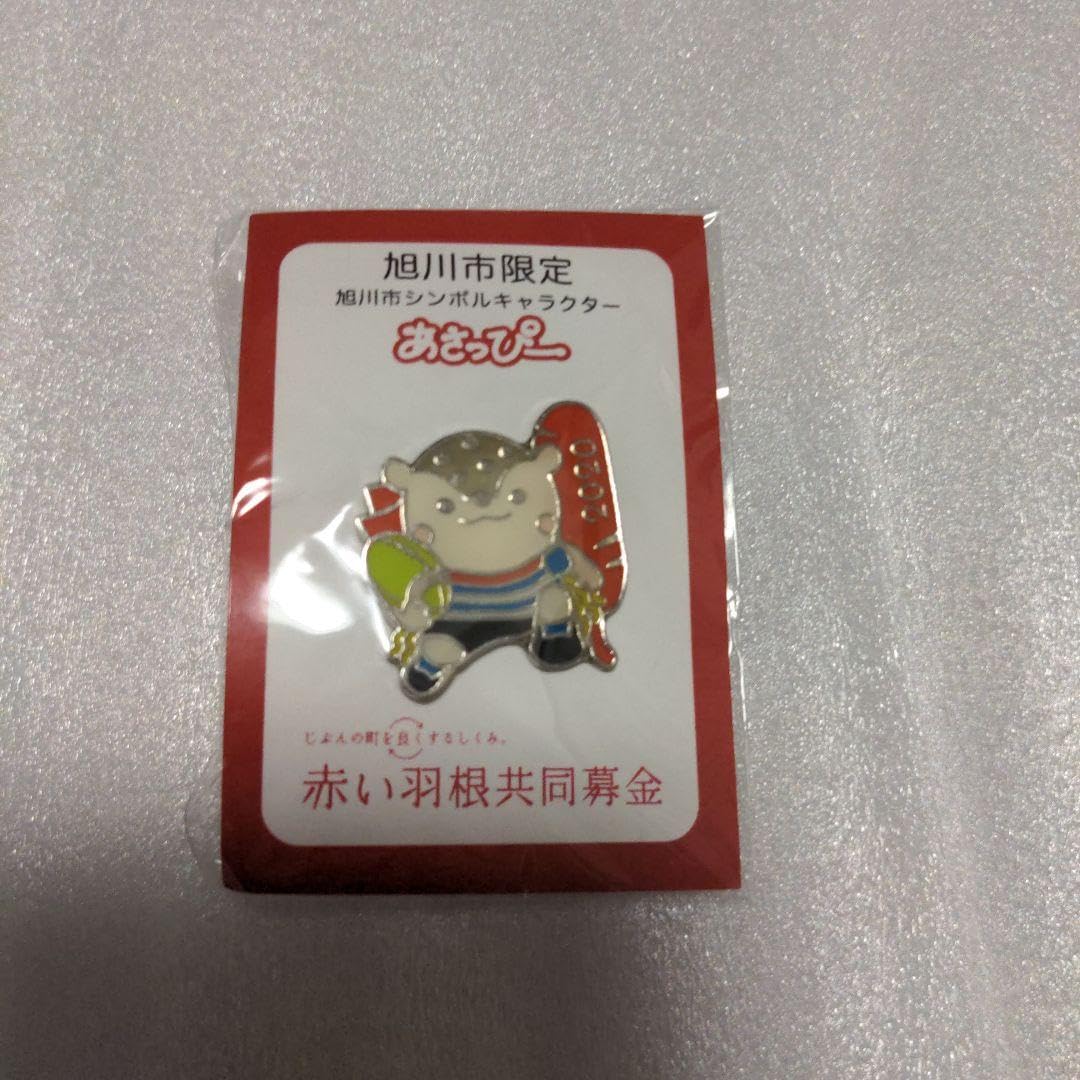 旭川市限定
旭川市シンボルキャラクター
あさっぴー
2020
じぶんの町を良くするしくみ。
赤い羽根共同募金